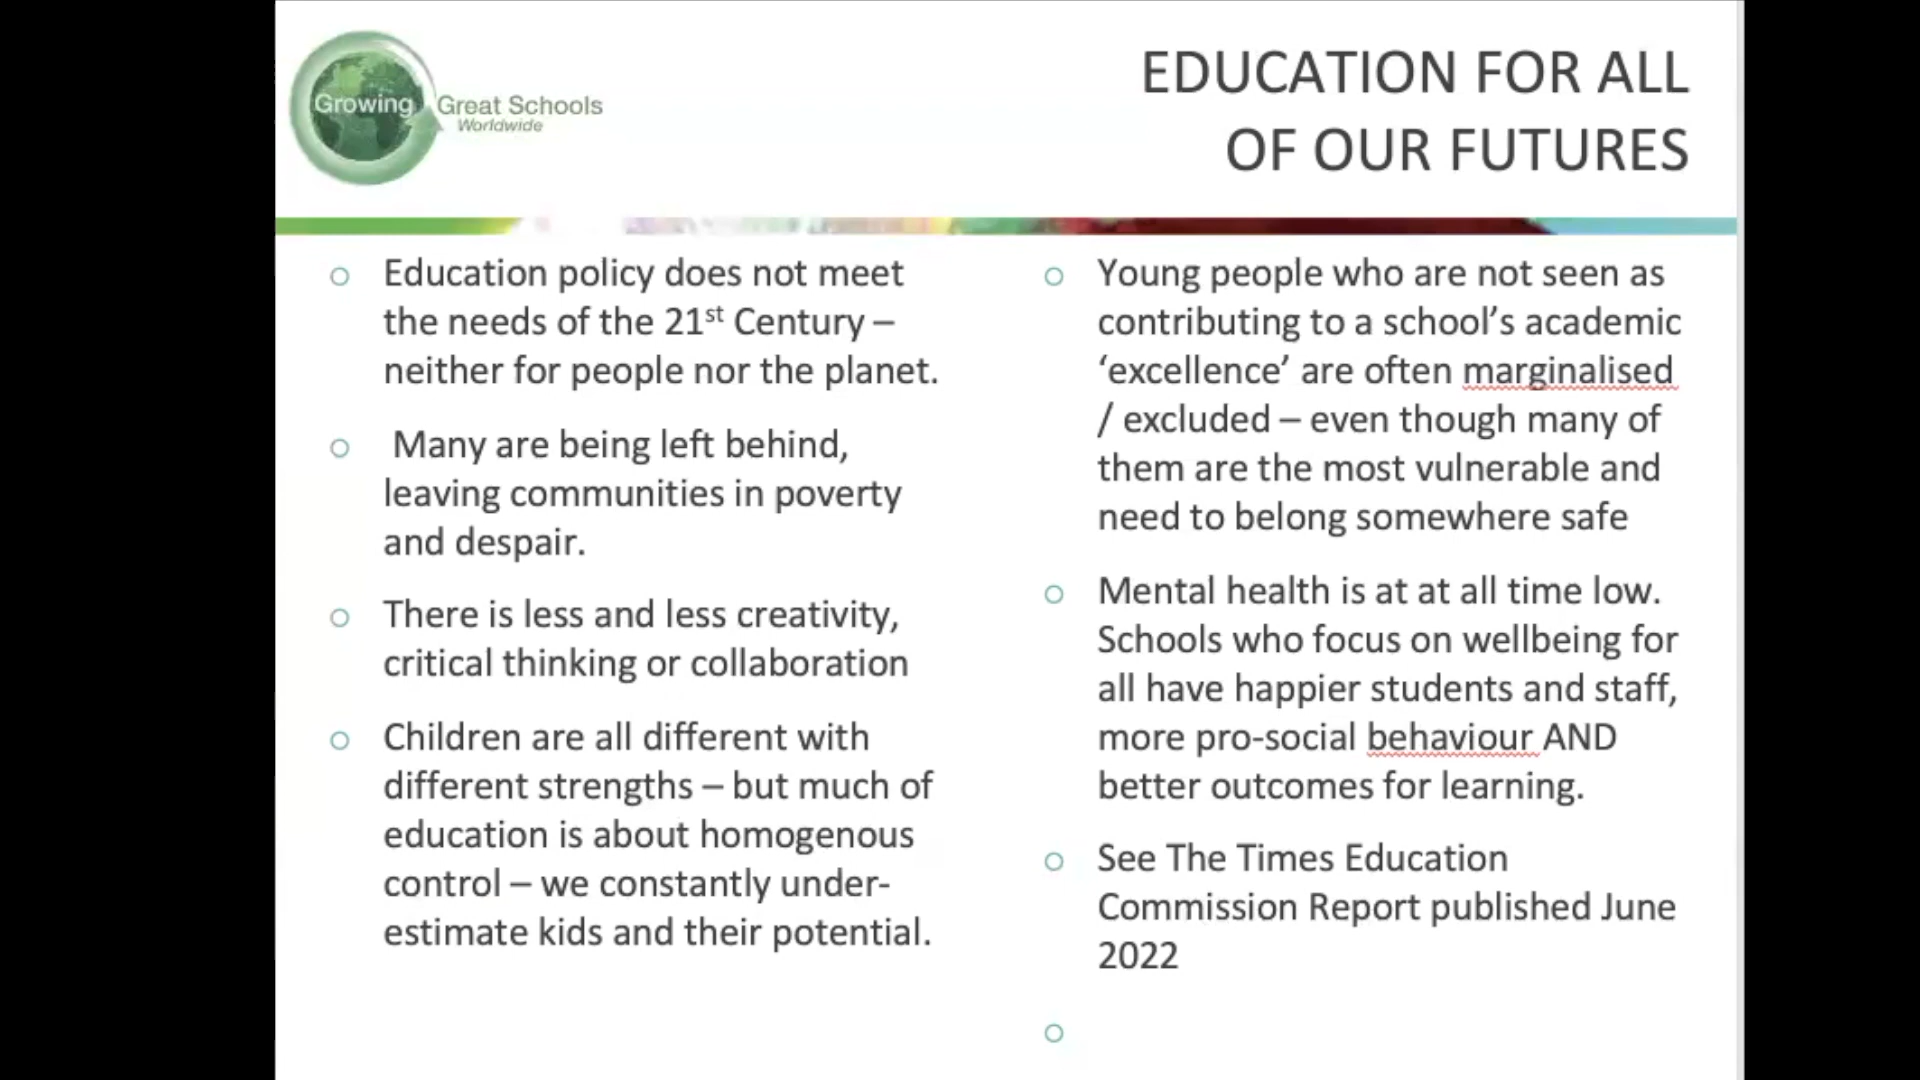 Growing Great Schools
Worldwide
EDUCATION FOR ALL
OF OUR FUTURES
Education policy does not meet
the needs of the 21st Century –
neither for people nor the planet.
Many are being left behind,
leaving communities in poverty
and despair.
There is less and less creativity,
critical thinking or collaboration
Children are all different with
different strengths – but much of
education is about homogenous
control – we constantly under-
estimate kids and their potential.
Young people who are not seen as
contributing to a school’s academic
‘excellence’ are often marginalised
/ excluded – even though many of
them are the most vulnerable and
need to belong somewhere safe
Mental health is at at all time low.
Schools who focus on wellbeing for
all have happier students and staff,
more pro-social behaviour AND
better outcomes for learning.
See The Times Education
Commission Report published June
2022